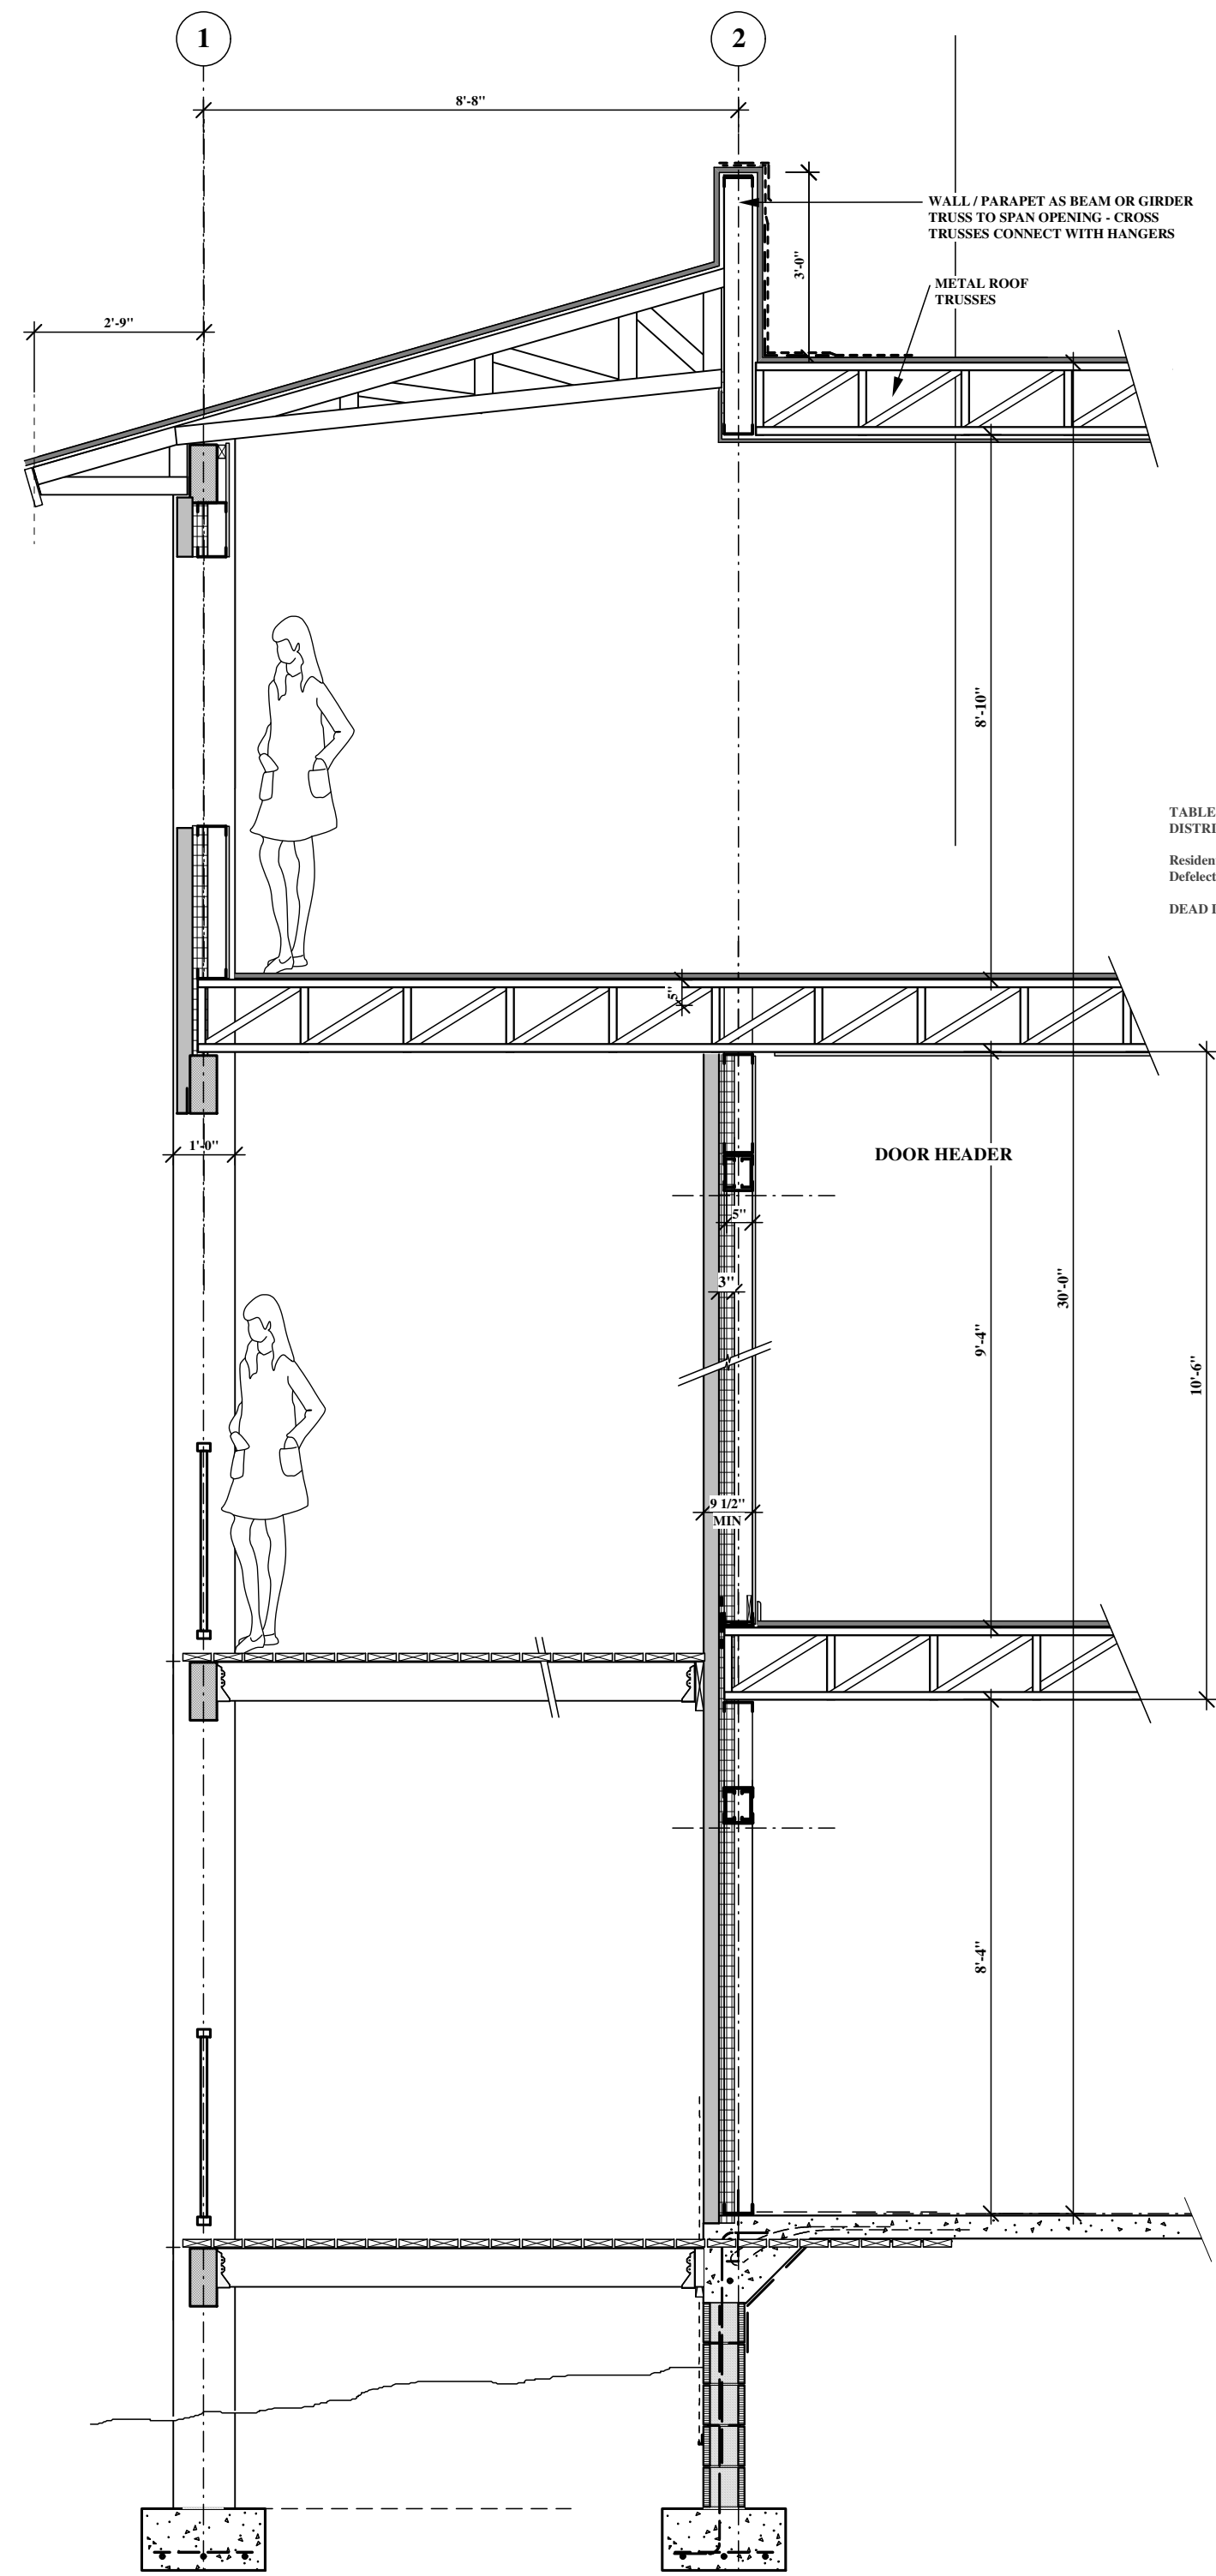 1
2
8'-8"
WALL / PARAPET AS BEAM OR GIRDER
TRUSS TO SPAN OPENING - CROSS
TRUSSES CONNECT WITH HANGERS
3'-0"
METAL ROOF
TRUSSES
2'-9"
8'-10"
TABLE
Residen
Defelect
DEAD
5"
1'-0"
DOOR HEADER
5"
3"
30'-0"
9'-4"
10'-6"
9 1/2"
MIN
8'-4"